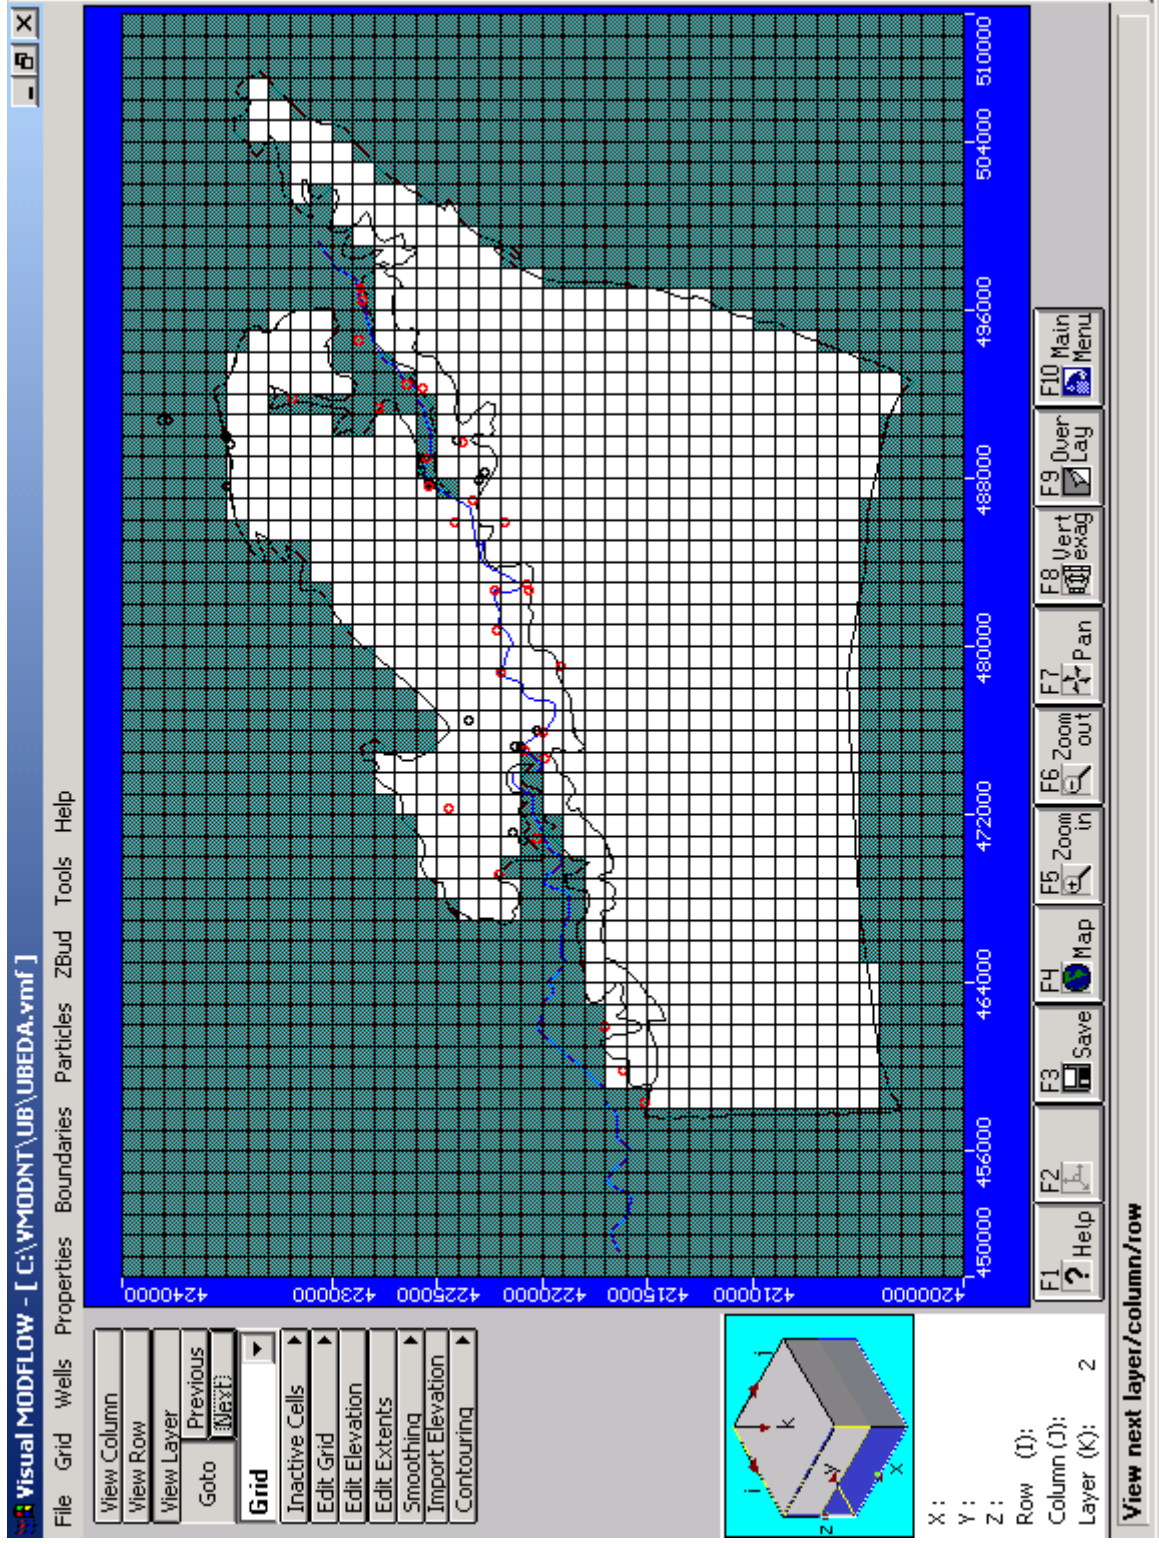 Visual MODFLOW - [ C:\VMODNT\UB\UBEDA.vmf ]
File Grid Wells Properties Boundaries Particles ZBud Tools Help
View Column
View Row
View Layer
Goto
Previous
Next
Grid
Inactive Cells
Edit Grid
Edit Elevation
Edit Extents
Smoothing
Import Elevation
Contouring
4240000
4230000
4225000
4220000
4215000
4210000
4200000
450000 456000 464000 472000 480000 488000 496000 504000 510000
i
j
k
z
y
x
X :
Y :
Z :
Row (I):
Column (J):
Layer (K): 2
F1 ? Help
F2
F3 Save
F4 Map
F5 Zoom in
F6 Zoom out
F7 Pan
F8 Vert exag
F9 Over Lay
F10 Main Menu
View next layer/column/row